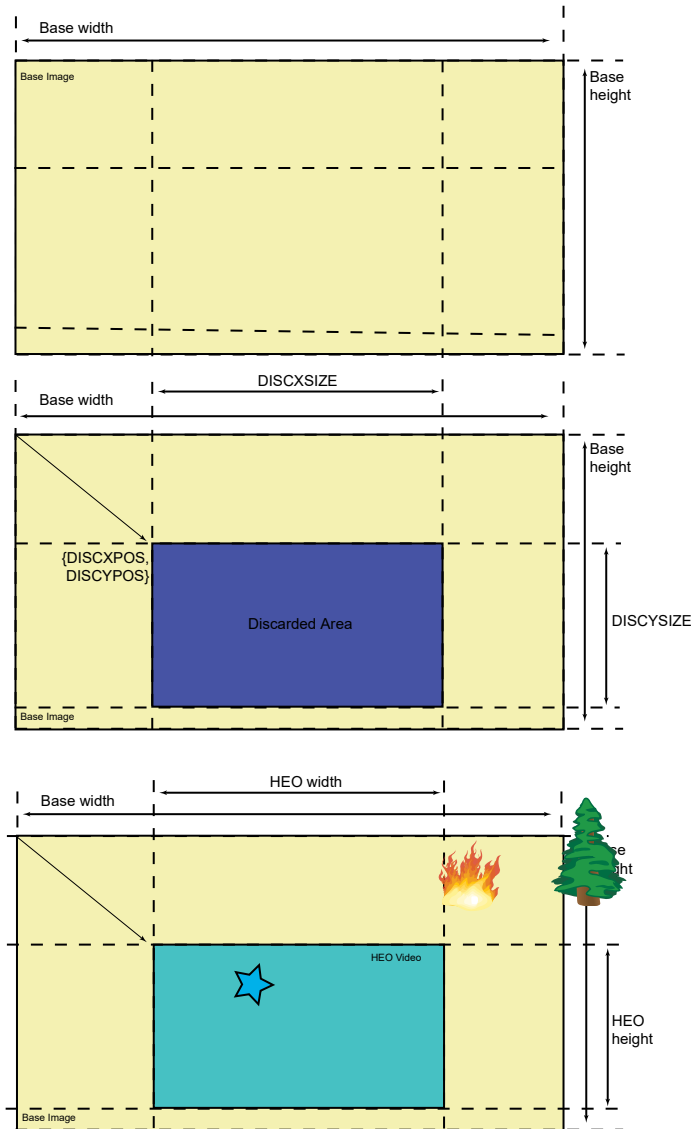 Base width
Base Image
Base
height
DISCXSIZE
Base width
Base
height
{DISCXPOS,
DISCYPOS}
Discarded Area
DISCYSIZE
Base Image
HEO width
Base width
HEO Video
HEO
height
Base Image